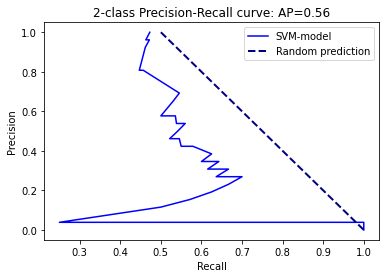 2-class Precision-Recall curve: AP=0.56
SVM-model
Random prediction
Precision
1.0
0.8
0.6
0.4
0.2
0.0
0.3 0.4 0.5 0.6 0.7 0.8 0.9 1.0
Recall